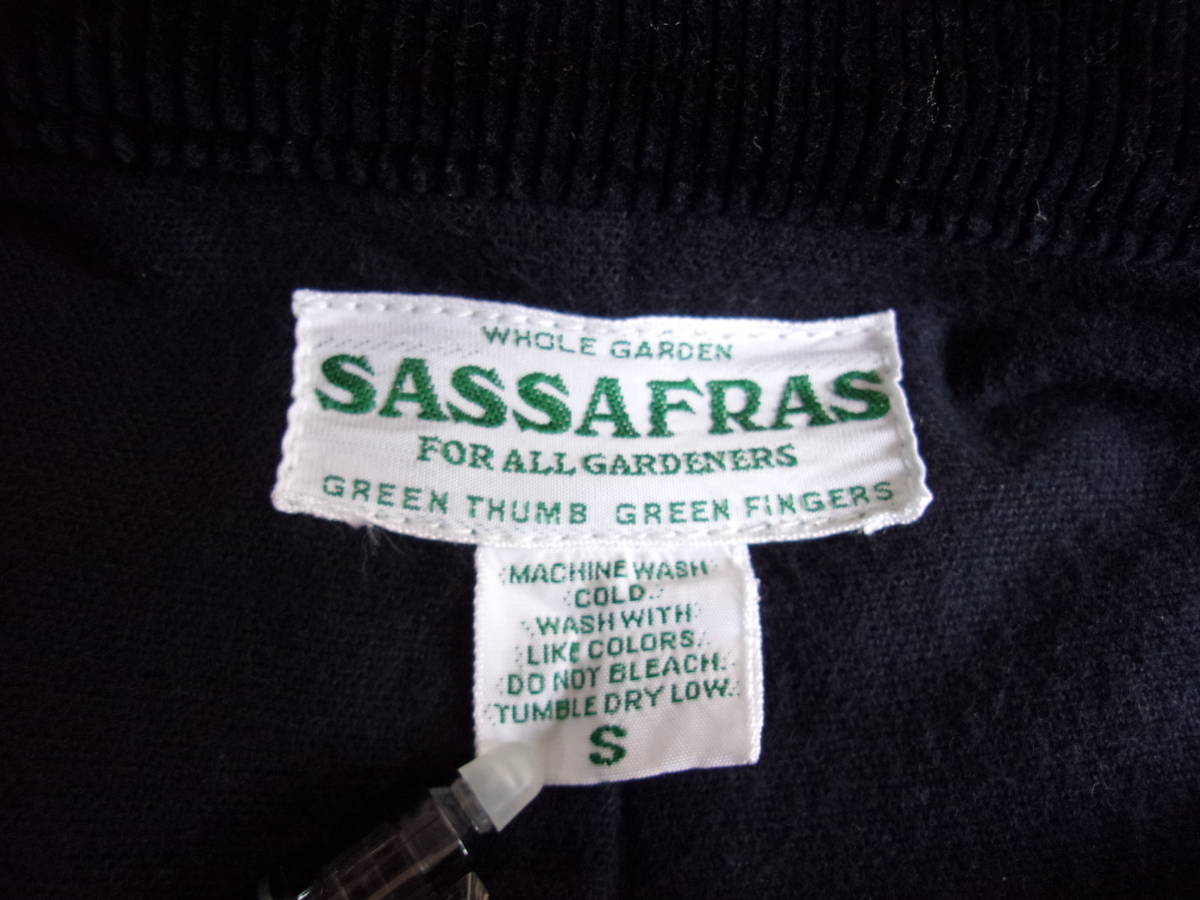 WHOLE GARDEN
SASSAFRAS
FOR ALL GARDENERS
GREEN THUMB GREEN FINGERS
MACHINE WASH
COLD.
WASH WITH
LIKE COLORS.
DO NOT BLEACH.
TUMBLE DRY LOW.
S